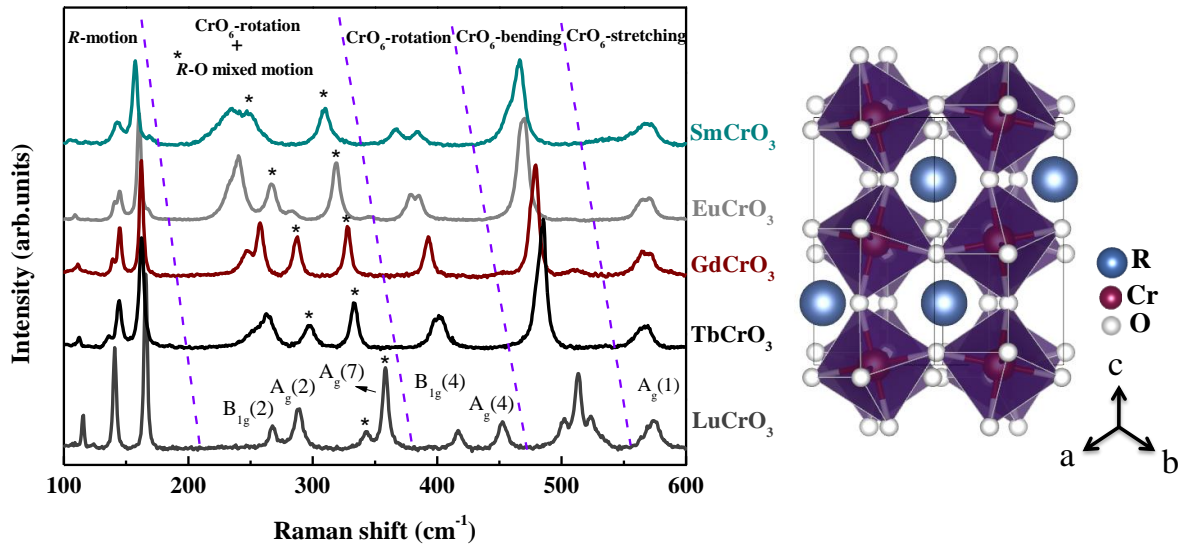 R-motion
CrO₆-rotation
+
* R-O mixed motion
CrO₆-rotation
CrO₆-bending
CrO₆-stretching
* *
SmCrO₃
* *
EuCrO₃
* *
GdCrO₃
* *
TbCrO₃
B₁g(2)
Ag(2)
Ag(7)
* *
B₁g(4)
Ag(4)
Ag(1)
LuCrO₃
Intensity (arb.units)
100 200 300 400 500 600
Raman shift (cm⁻¹)
R
Cr
O
c
a
b